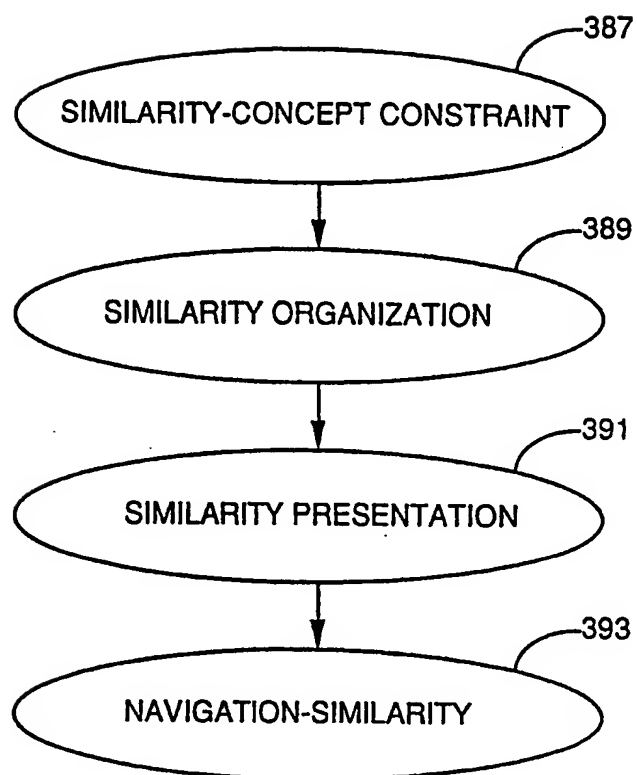 387
SIMILARITY-CONCEPT CONSTRAINT
389
SIMILARITY ORGANIZATION
391
SIMILARITY PRESENTATION
393
NAVIGATION-SIMILARITY